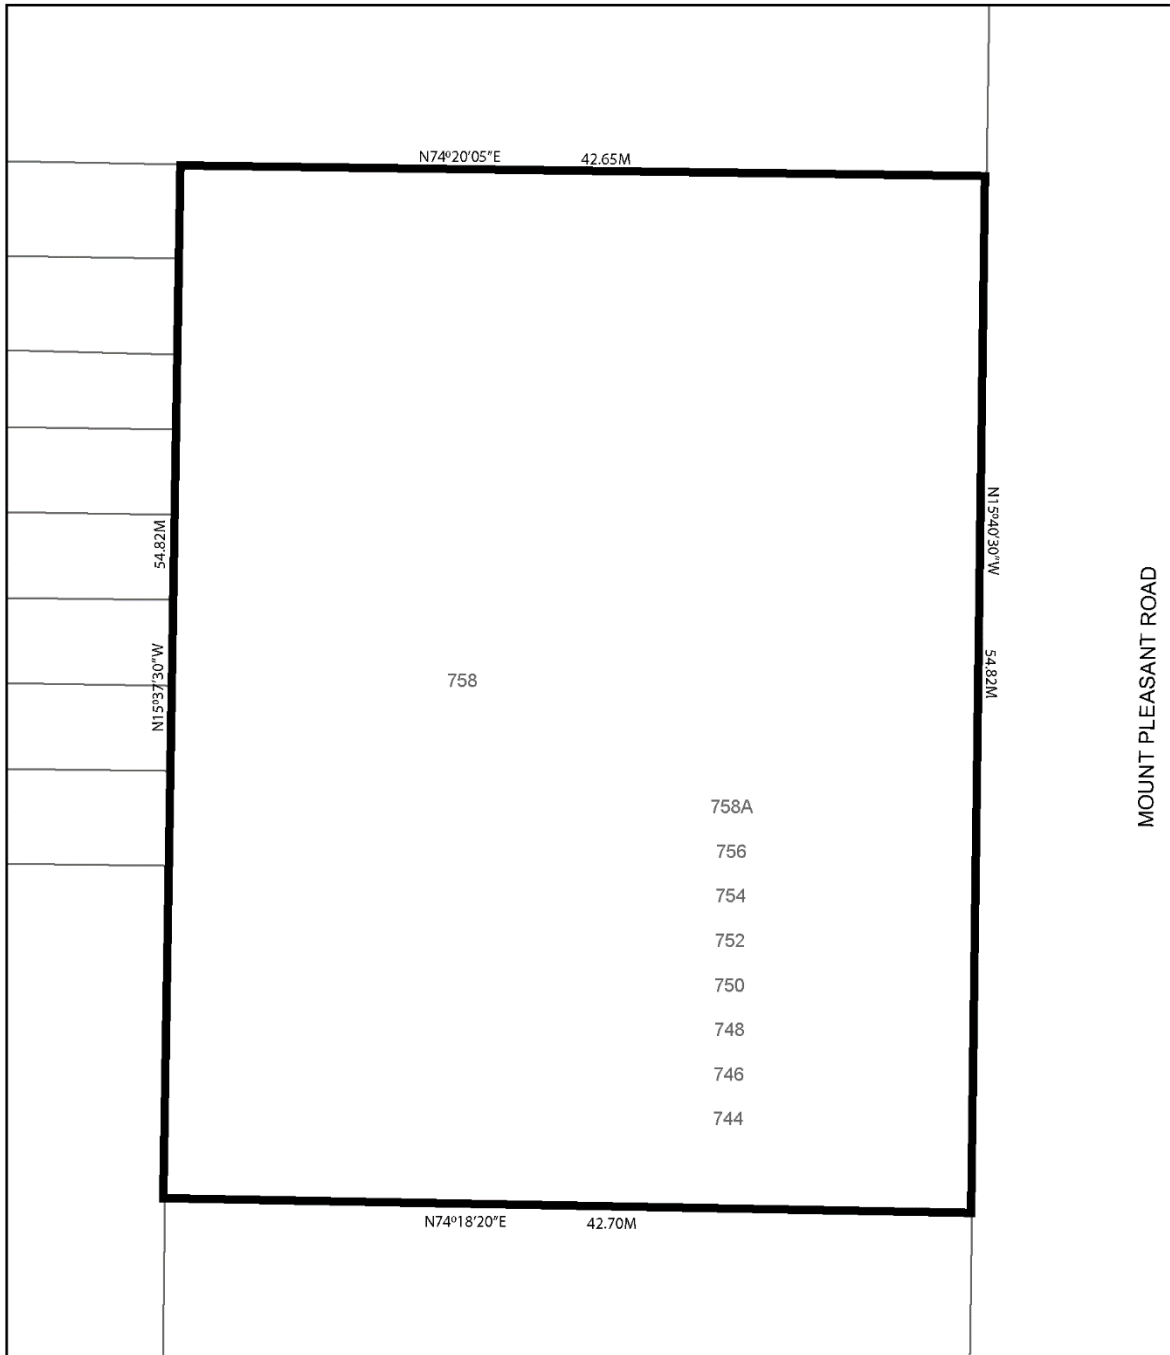 N74º20'05"E 42.65M
54.82M
N15º37'30"W
N15º40'30"W
54.82M
MOUNT PLEASANT ROAD
758
758A
756
754
752
750
748
746
744
N74º18'20"E 42.70M